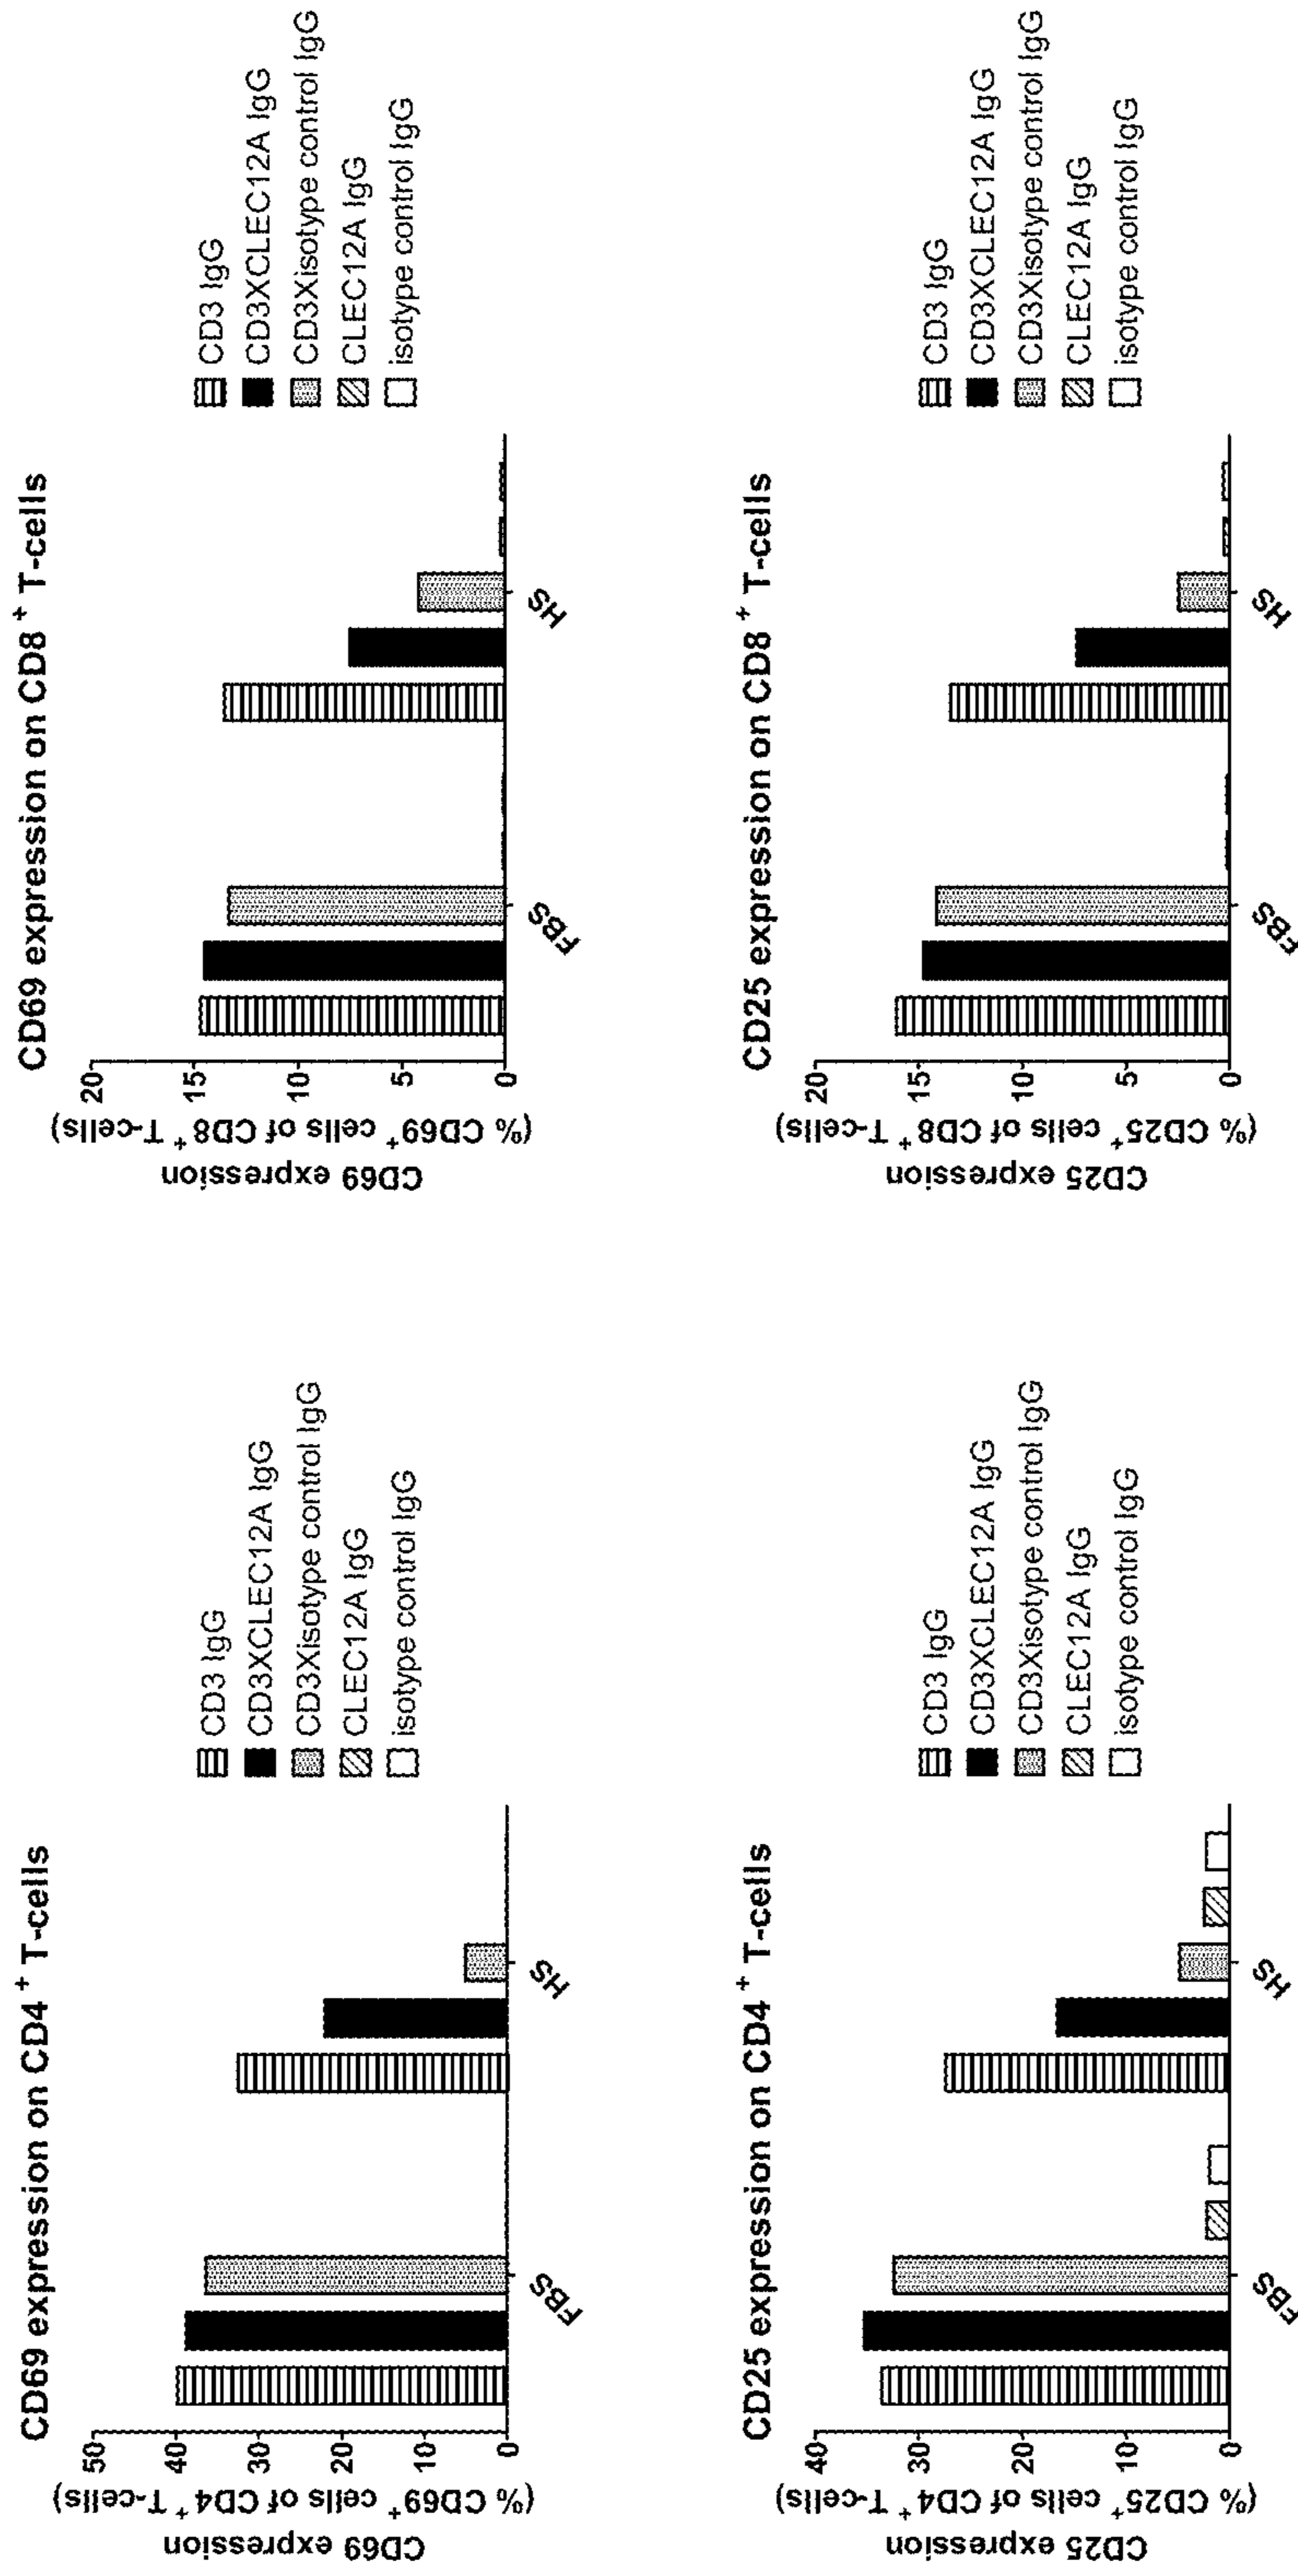 CD69 expression on CD4 + T-cells
CD69 expression
(% CD69+ cells of CD4+ T-cells)
50
40
30
20
10
0
FBS
HS
CD3 IgG
CD3XCLEC12A IgG
CD3Xisotype control IgG
CLEC12A IgG
isotype control IgG
CD69 expression on CD8 + T-cells
CD69 expression
(% CD69+ cells of CD8+ T-cells)
20
15
10
5
0
FBS
HS
CD3 IgG
CD3XCLEC12A IgG
CD3Xisotype control IgG
CLEC12A IgG
isotype control IgG
CD25 expression on CD4 + T-cells
CD25 expression
(% CD25+ cells of CD4+ T-cells)
40
30
20
10
0
FBS
HS
CD3 IgG
CD3XCLEC12A IgG
CD3Xisotype control IgG
CLEC12A IgG
isotype control IgG
CD25 expression on CD8 + T-cells
CD25 expression
(% CD25+ cells of CD8+ T-cells)
20
15
10
5
0
FBS
HS
CD3 IgG
CD3XCLEC12A IgG
CD3Xisotype control IgG
CLEC12A IgG
isotype control IgG